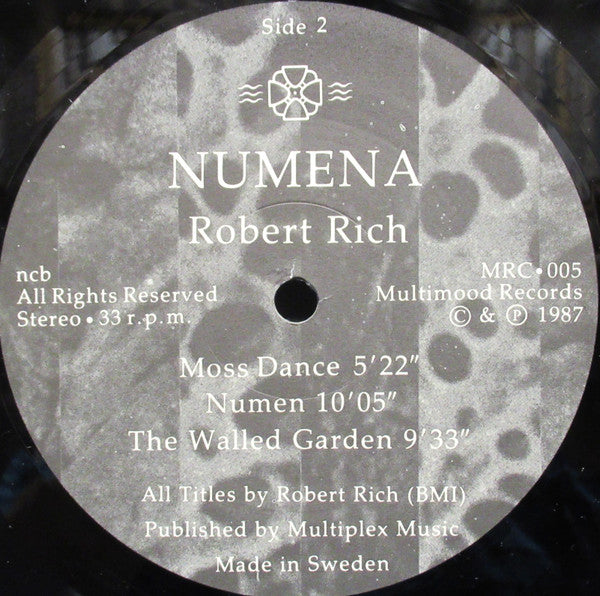 Side 2
NUMENA
Robert Rich
ncb
All Rights Reserved
Stereo • 33 r.p.m.
MRC • 005
Multimood Records
© & ℗ 1987
Moss Dance 5'22"
Numen 10'05"
The Walled Garden 9'33"
All Titles by Robert Rich (BMI)
Published by Multiplex Music
Made in Sweden